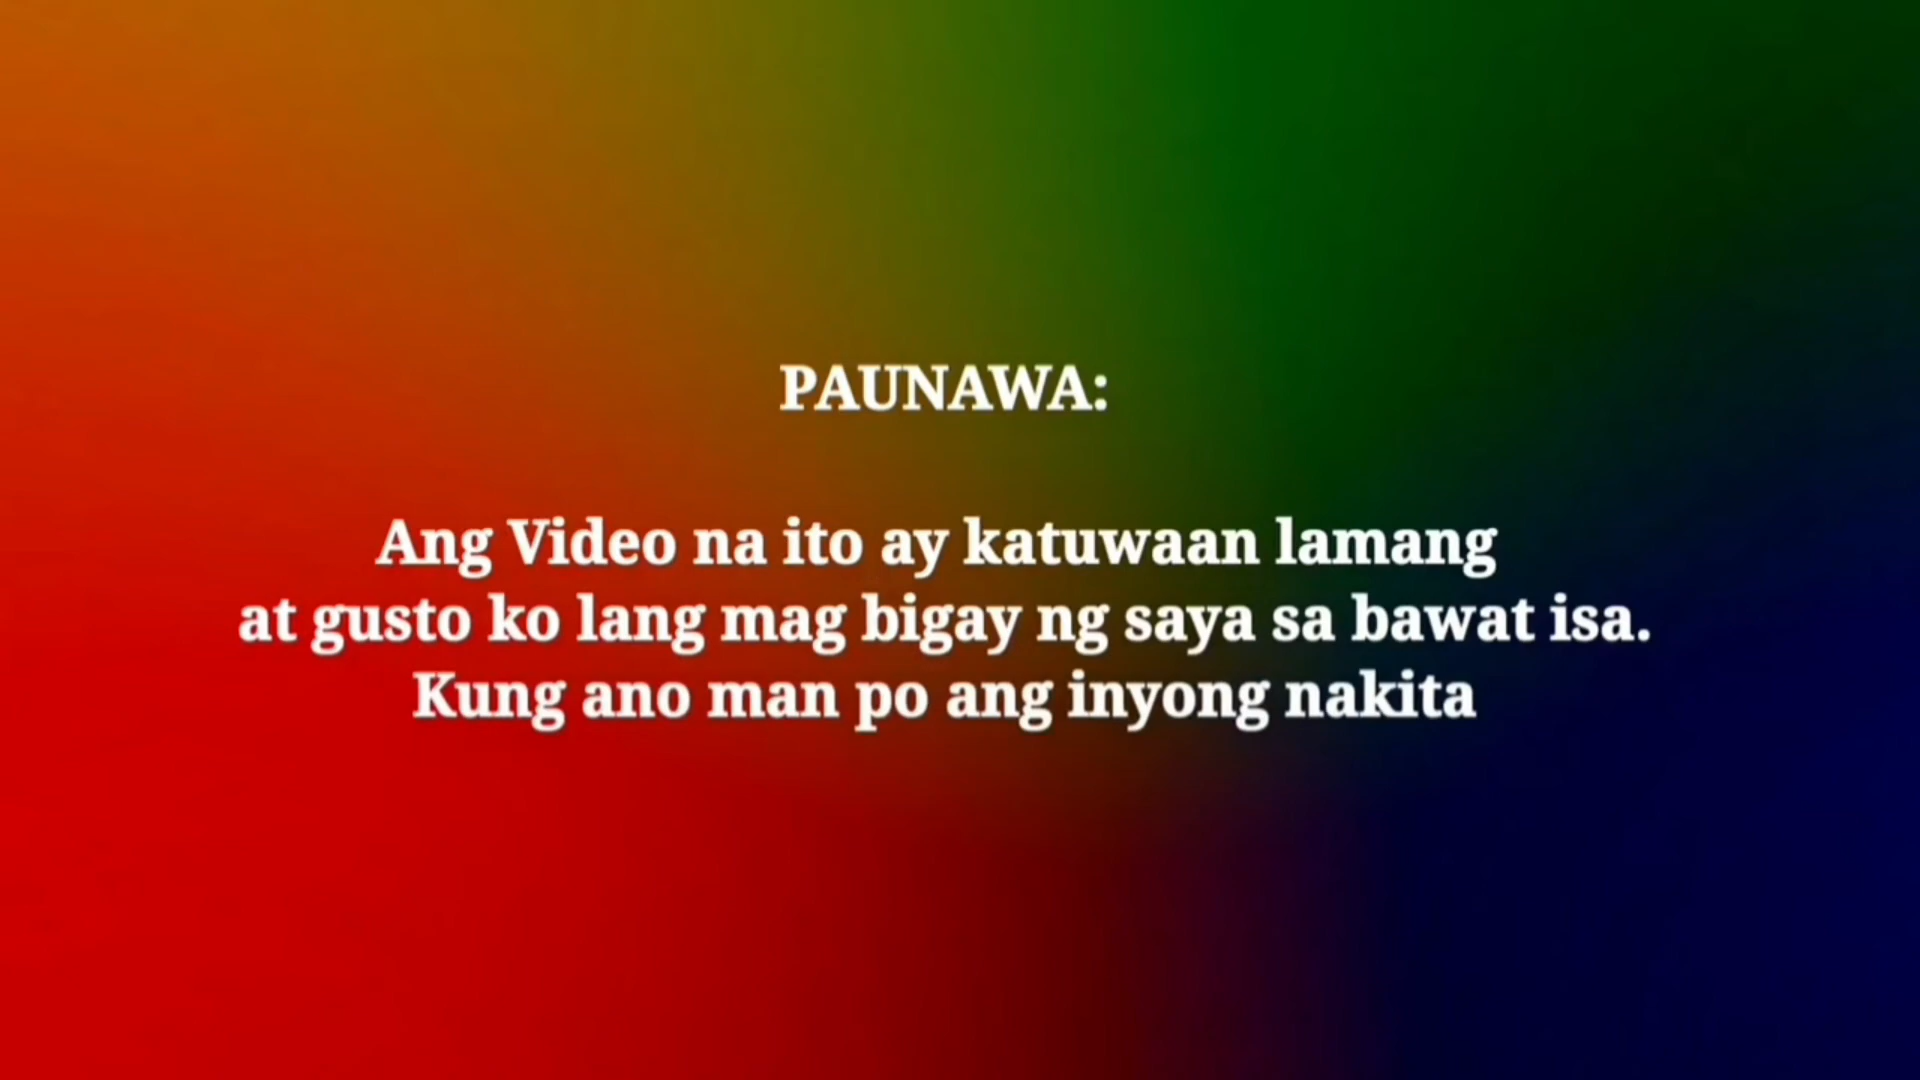 PAUNAWA:
Ang Video na ito ay katuwaan lamang
at gusto ko lang mag bigay ng saya sa bawat isa.
Kung ano man po ang inyong nakita